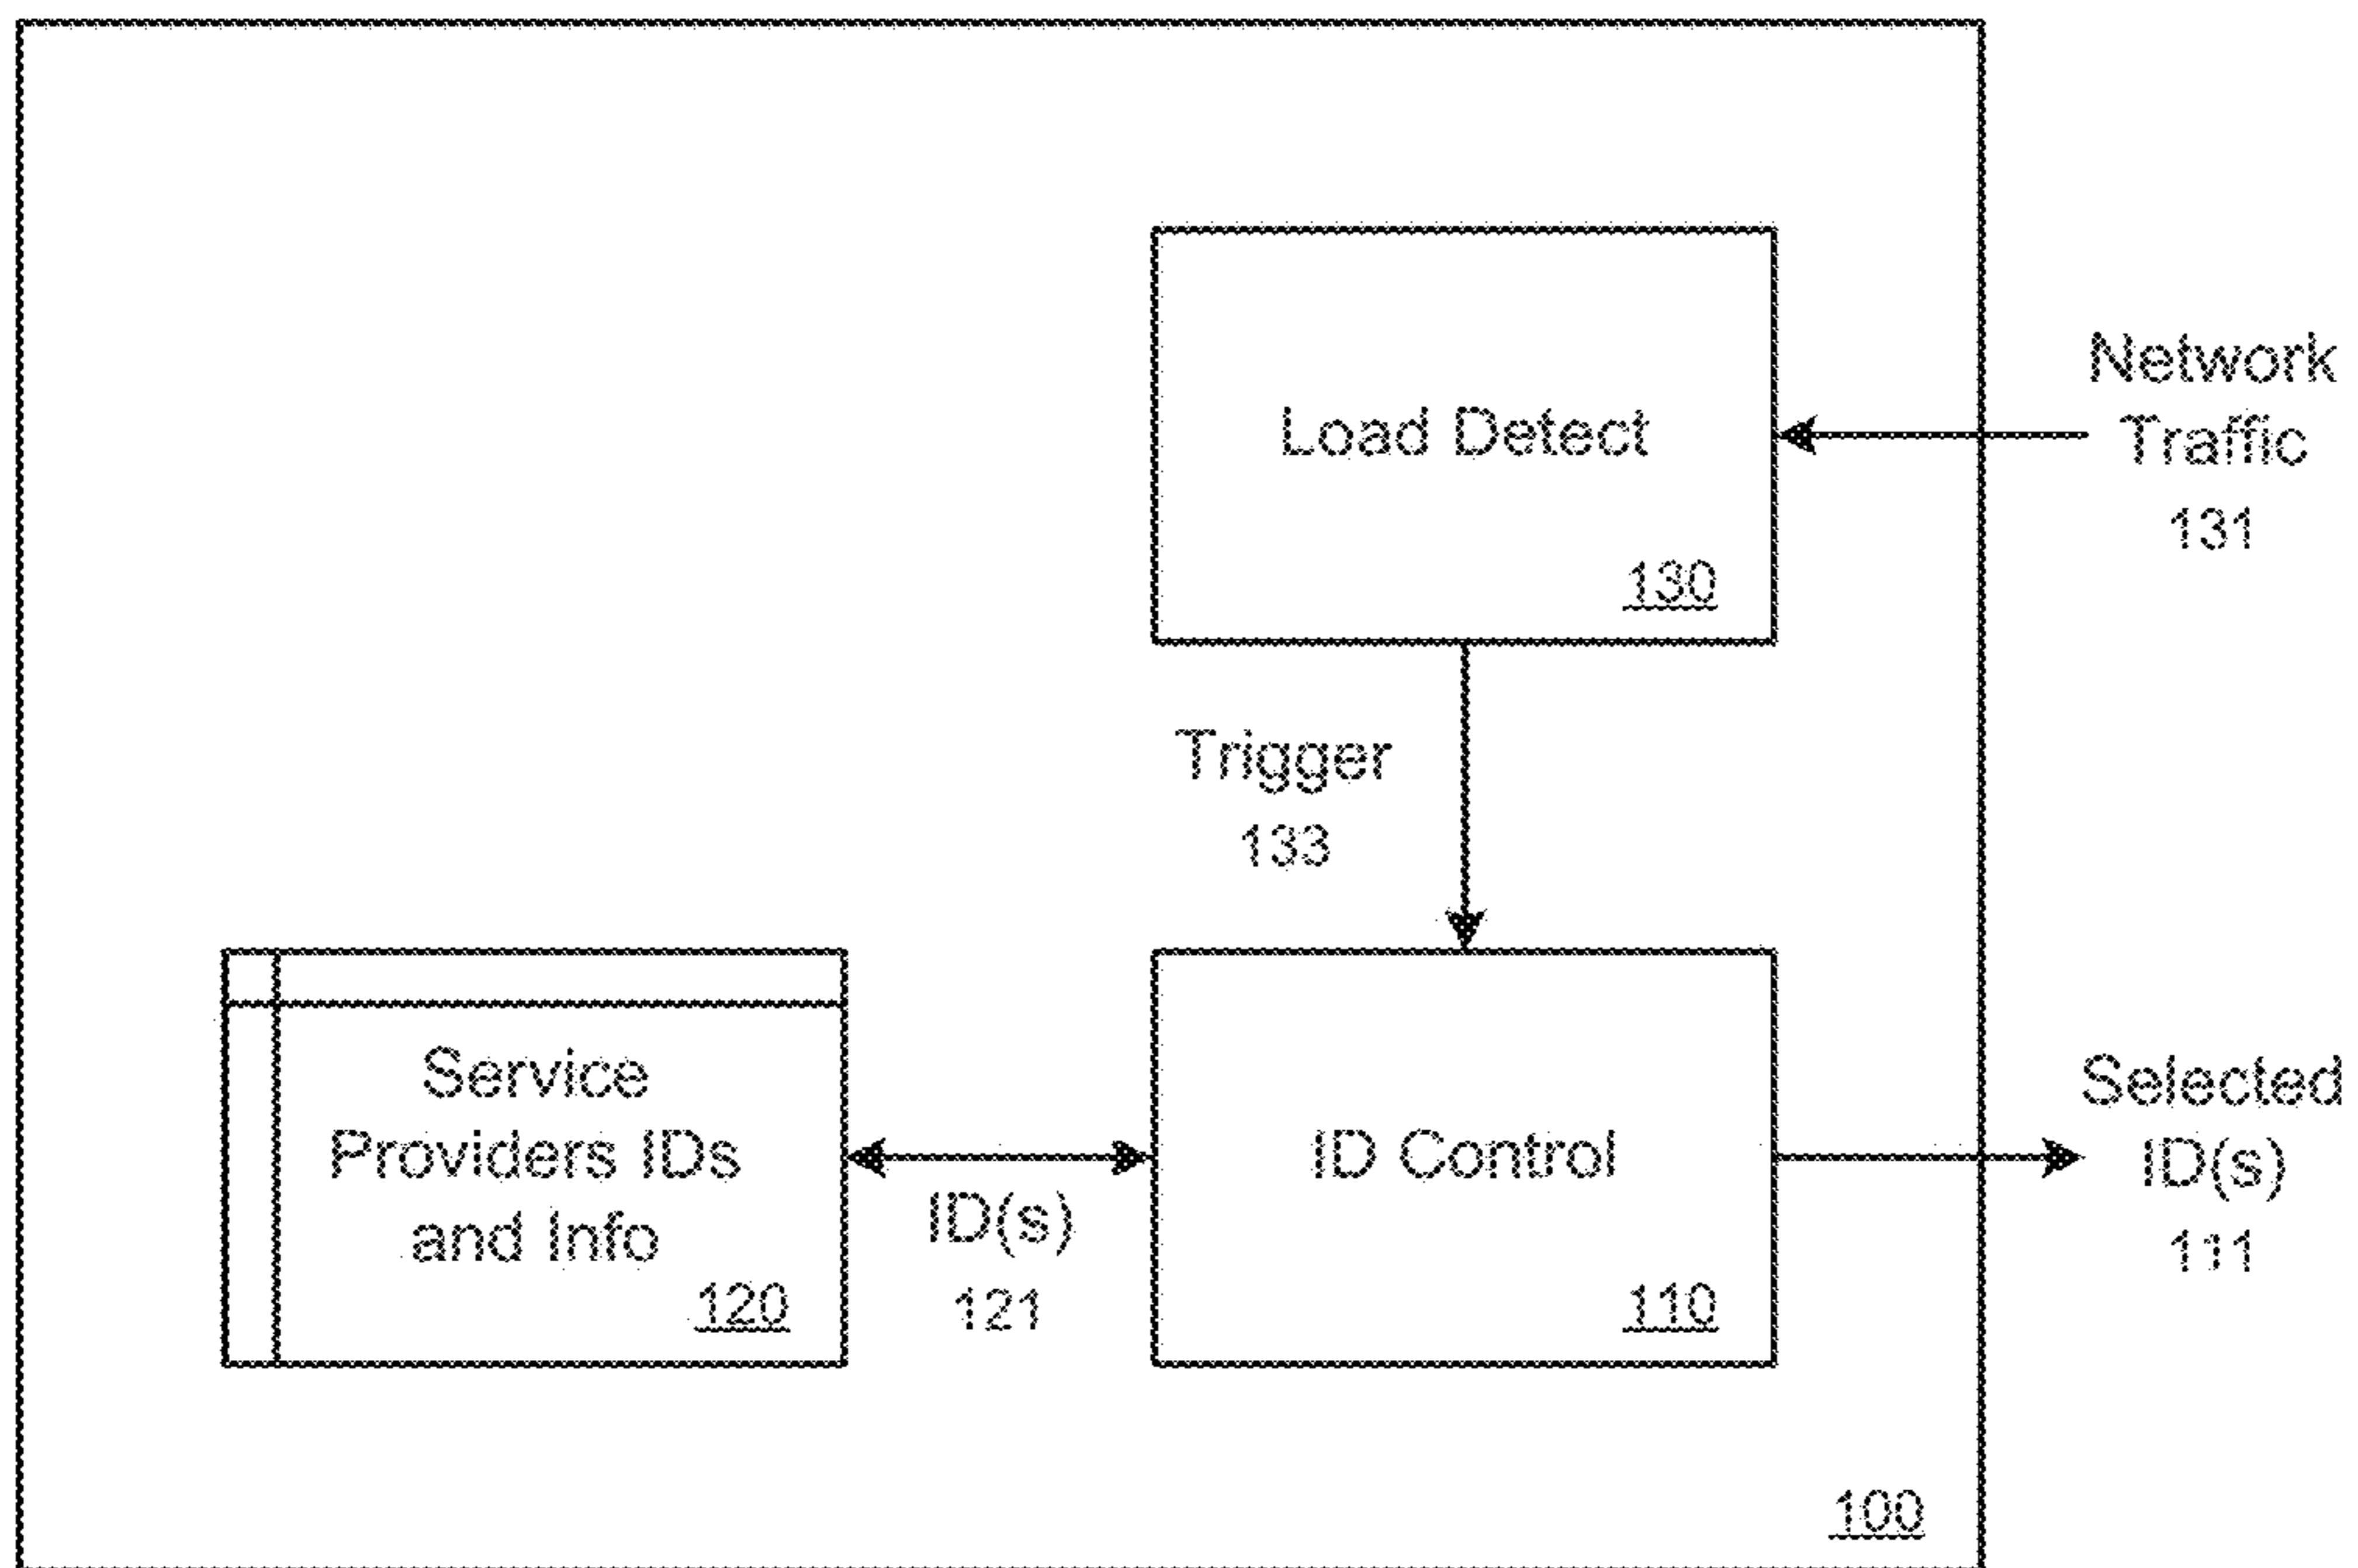 Load Detect
130
Network
Traffic
131
Trigger
133
Service
Providers IDs
and Info
120
ID(s)
121
ID Control
110
Selected
ID(s)
111
100